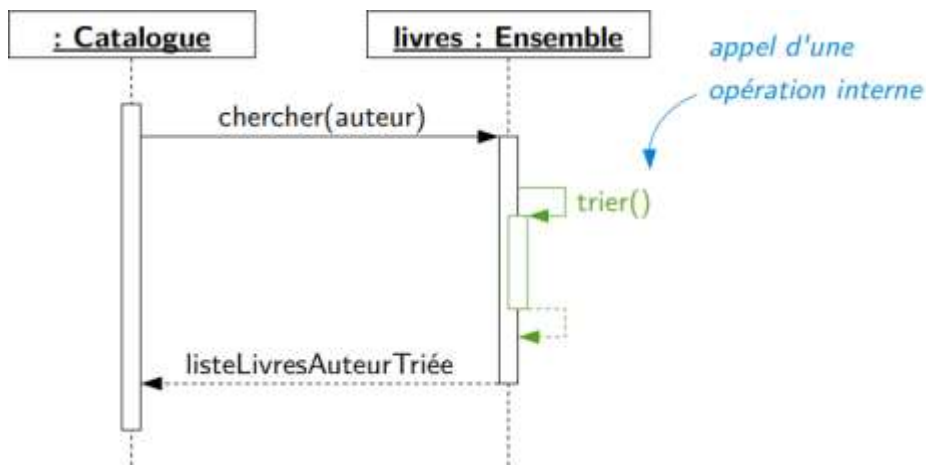 : Catalogue
livres : Ensemble
appel d'une
opération interne
chercher(auteur)
trier()
listeLivresAuteurTriée